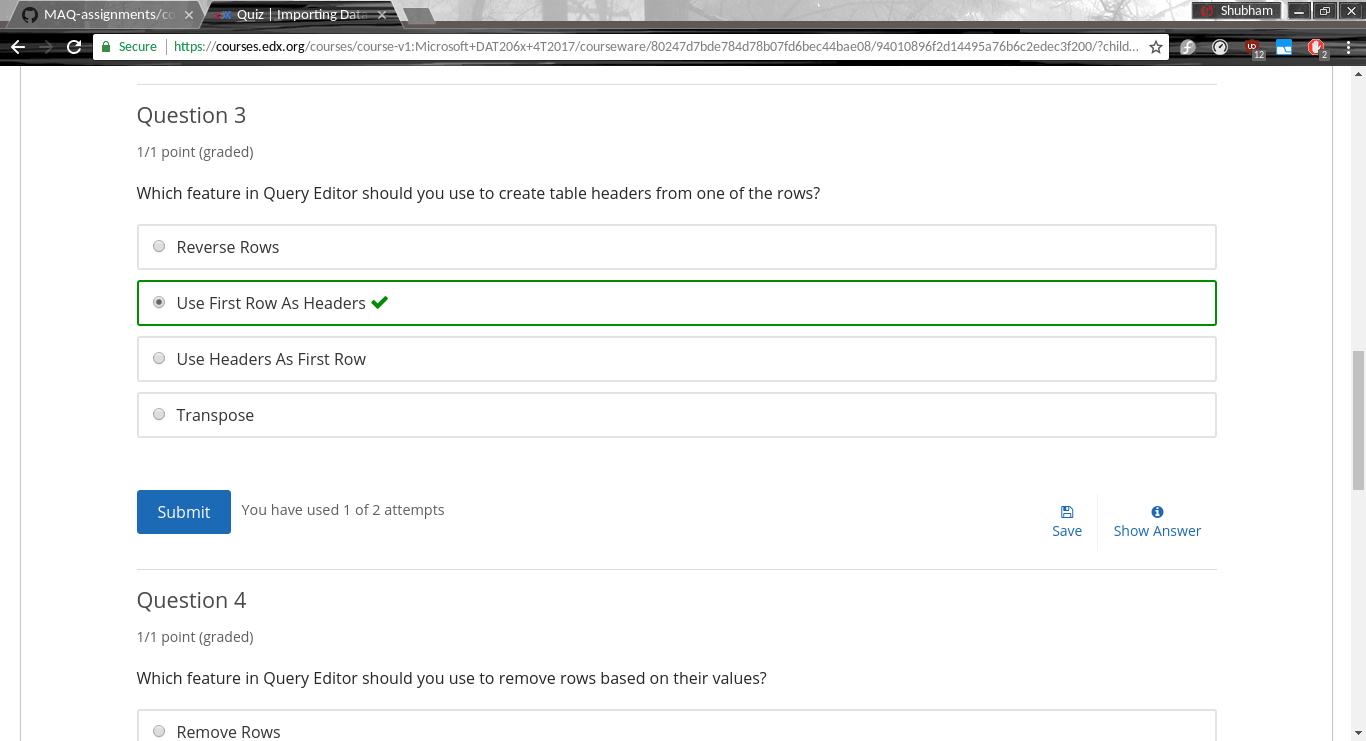 MAQ-assignments/co
Quiz | Importing Data
Shubham
Secure
https://courses.edx.org/courses/course-v1:Microsoft+DAT206x+4T2017/courseware/80247d7bde784d78b07fd6bec44bae08/94010896f2d14495a76b6c2edec3f200/?child...
12
2
Question 3
1/1 point (graded)
Which feature in Query Editor should you use to create table headers from one of the rows?
Reverse Rows
Use First Row As Headers
Use Headers As First Row
Transpose
Submit
You have used 1 of 2 attempts
Save
Show Answer
Question 4
1/1 point (graded)
Which feature in Query Editor should you use to remove rows based on their values?
Remove Rows